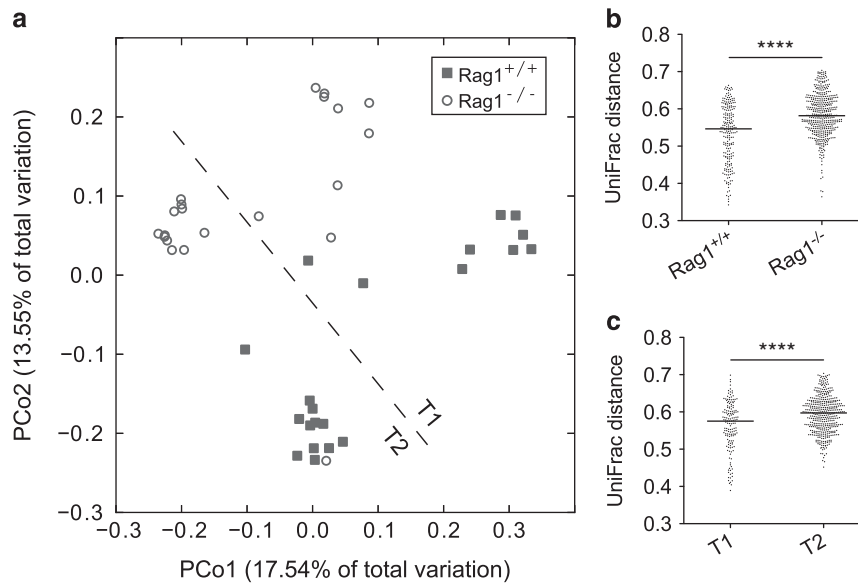 a
PCo2 (13.55% of total variation)
0.2
0.1
0.0
−0.1
−0.2
−0.3
−0.3
−0.2
−0.1
0.0
0.1
0.2
0.3
PCo1 (17.54% of total variation)
Rag1+/+
Rag1-/-
T1
T2
b
UniFrac distance
0.8
0.7
0.6
0.5
0.4
0.3
****
Rag1+/+
Rag1-/-
c
UniFrac distance
0.8
0.7
0.6
0.5
0.4
0.3
****
T1
T2